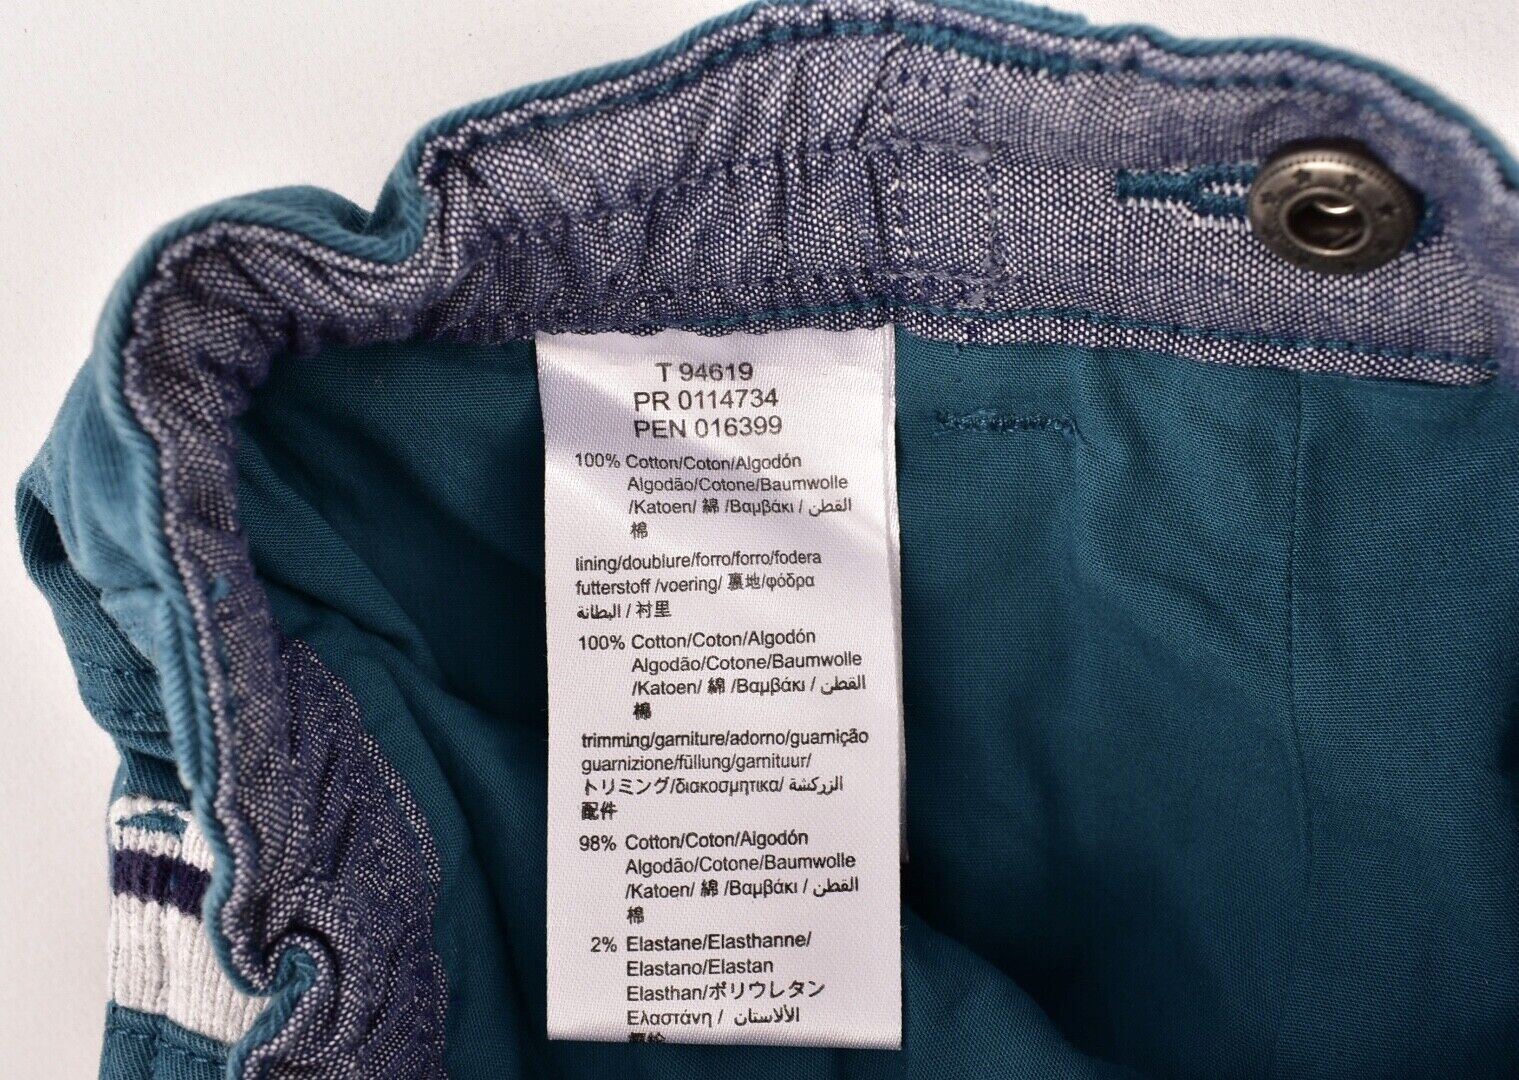 T 94619
PR 0114734
PEN 016399
100% Cotton/Coton/Algodón
Algodão/Cotone/Baumwolle
/Katoen/ 綿 /Βαμβάκι / القطن
棉
lining/doublure/forro/forro/fodera
futterstoff /voering/ 裏地/φόδρα
البطانة / 衬里
100% Cotton/Coton/Algodón
Algodão/Cotone/Baumwolle
/Katoen/ 綿 /Βαμβάκι / القطن
棉
trimming/garniture/adorno/guarnição
guarnizione/füllung/garnituur/
トリミング/διακοσμητικα/ الزركشة
配件
98% Cotton/Coton/Algodón
Algodão/Cotone/Baumwolle
/Katoen/ 綿 /Βαμβάκι / القطن
棉
2% Elastane/Elasthanne/
Elastano/Elastan
Elasthan/ポリウレタン
Ελαστάνη / الألاستان